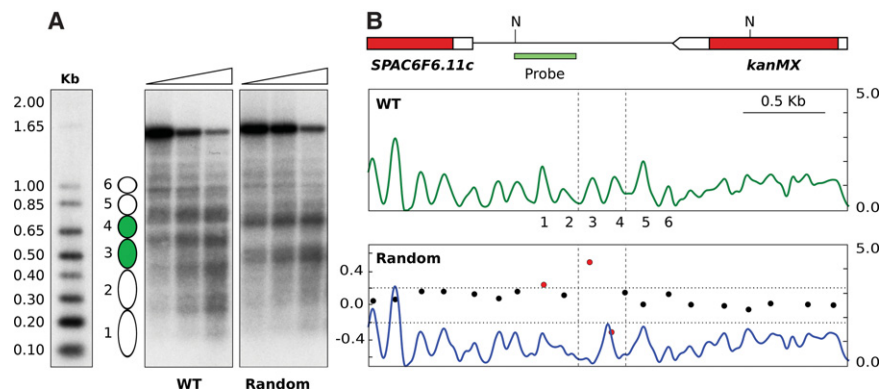 A
Kb
2.00
1.65
1.00
0.85
0.65
0.50
0.40
0.30
0.20
0.10
6
5
4
3
2
1
WT
Random
B
N
N
SPAC6F6.11c
Probe
kanMX
WT
0.5 Kb
5.0
0.0
1 2 3 4 5 6
Random
0.4
0.0
-0.4
5.0
0.0